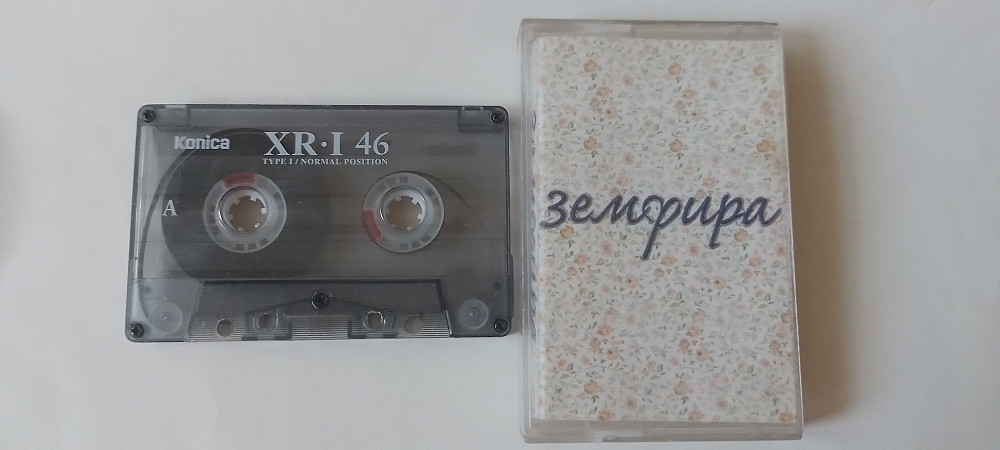 Konica XR·I 46
TYPE I / NORMAL POSITION
A
земфира